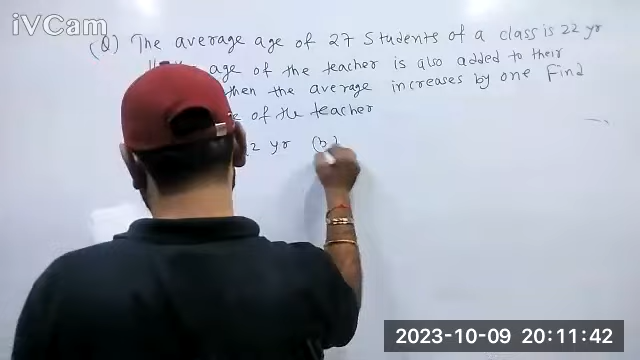 iVCam
(Q) The average age of 27 Students of a class is 22 yr
age of the teacher is also added to their
then the average increases by one Find
of the teacher
2 yr (b)
2023-10-09 20:11:42